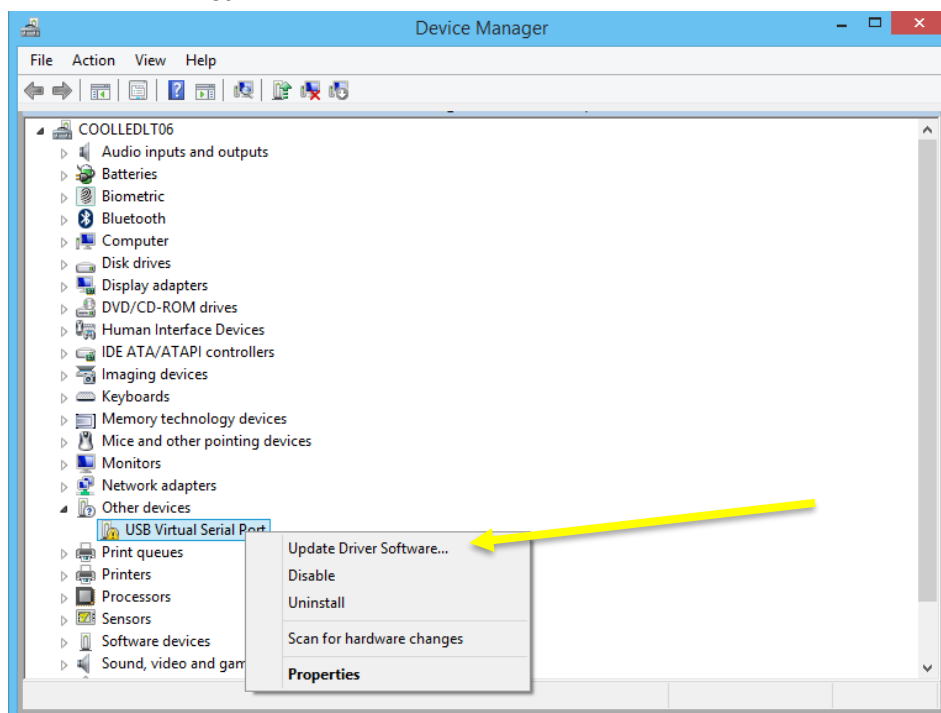 Device Manager
File Action View Help
COOLLEDLT06
Audio inputs and outputs
Batteries
Biometric
Bluetooth
Computer
Disk drives
Display adapters
DVD/CD-ROM drives
Human Interface Devices
IDE ATA/ATAPI controllers
Imaging devices
Keyboards
Memory technology devices
Mice and other pointing devices
Monitors
Network adapters
Other devices
USB Virtual Serial Port
Update Driver Software...
Disable
Uninstall
Scan for hardware changes
Properties
Print queues
Printers
Processors
Sensors
Software devices
Sound, video and gam